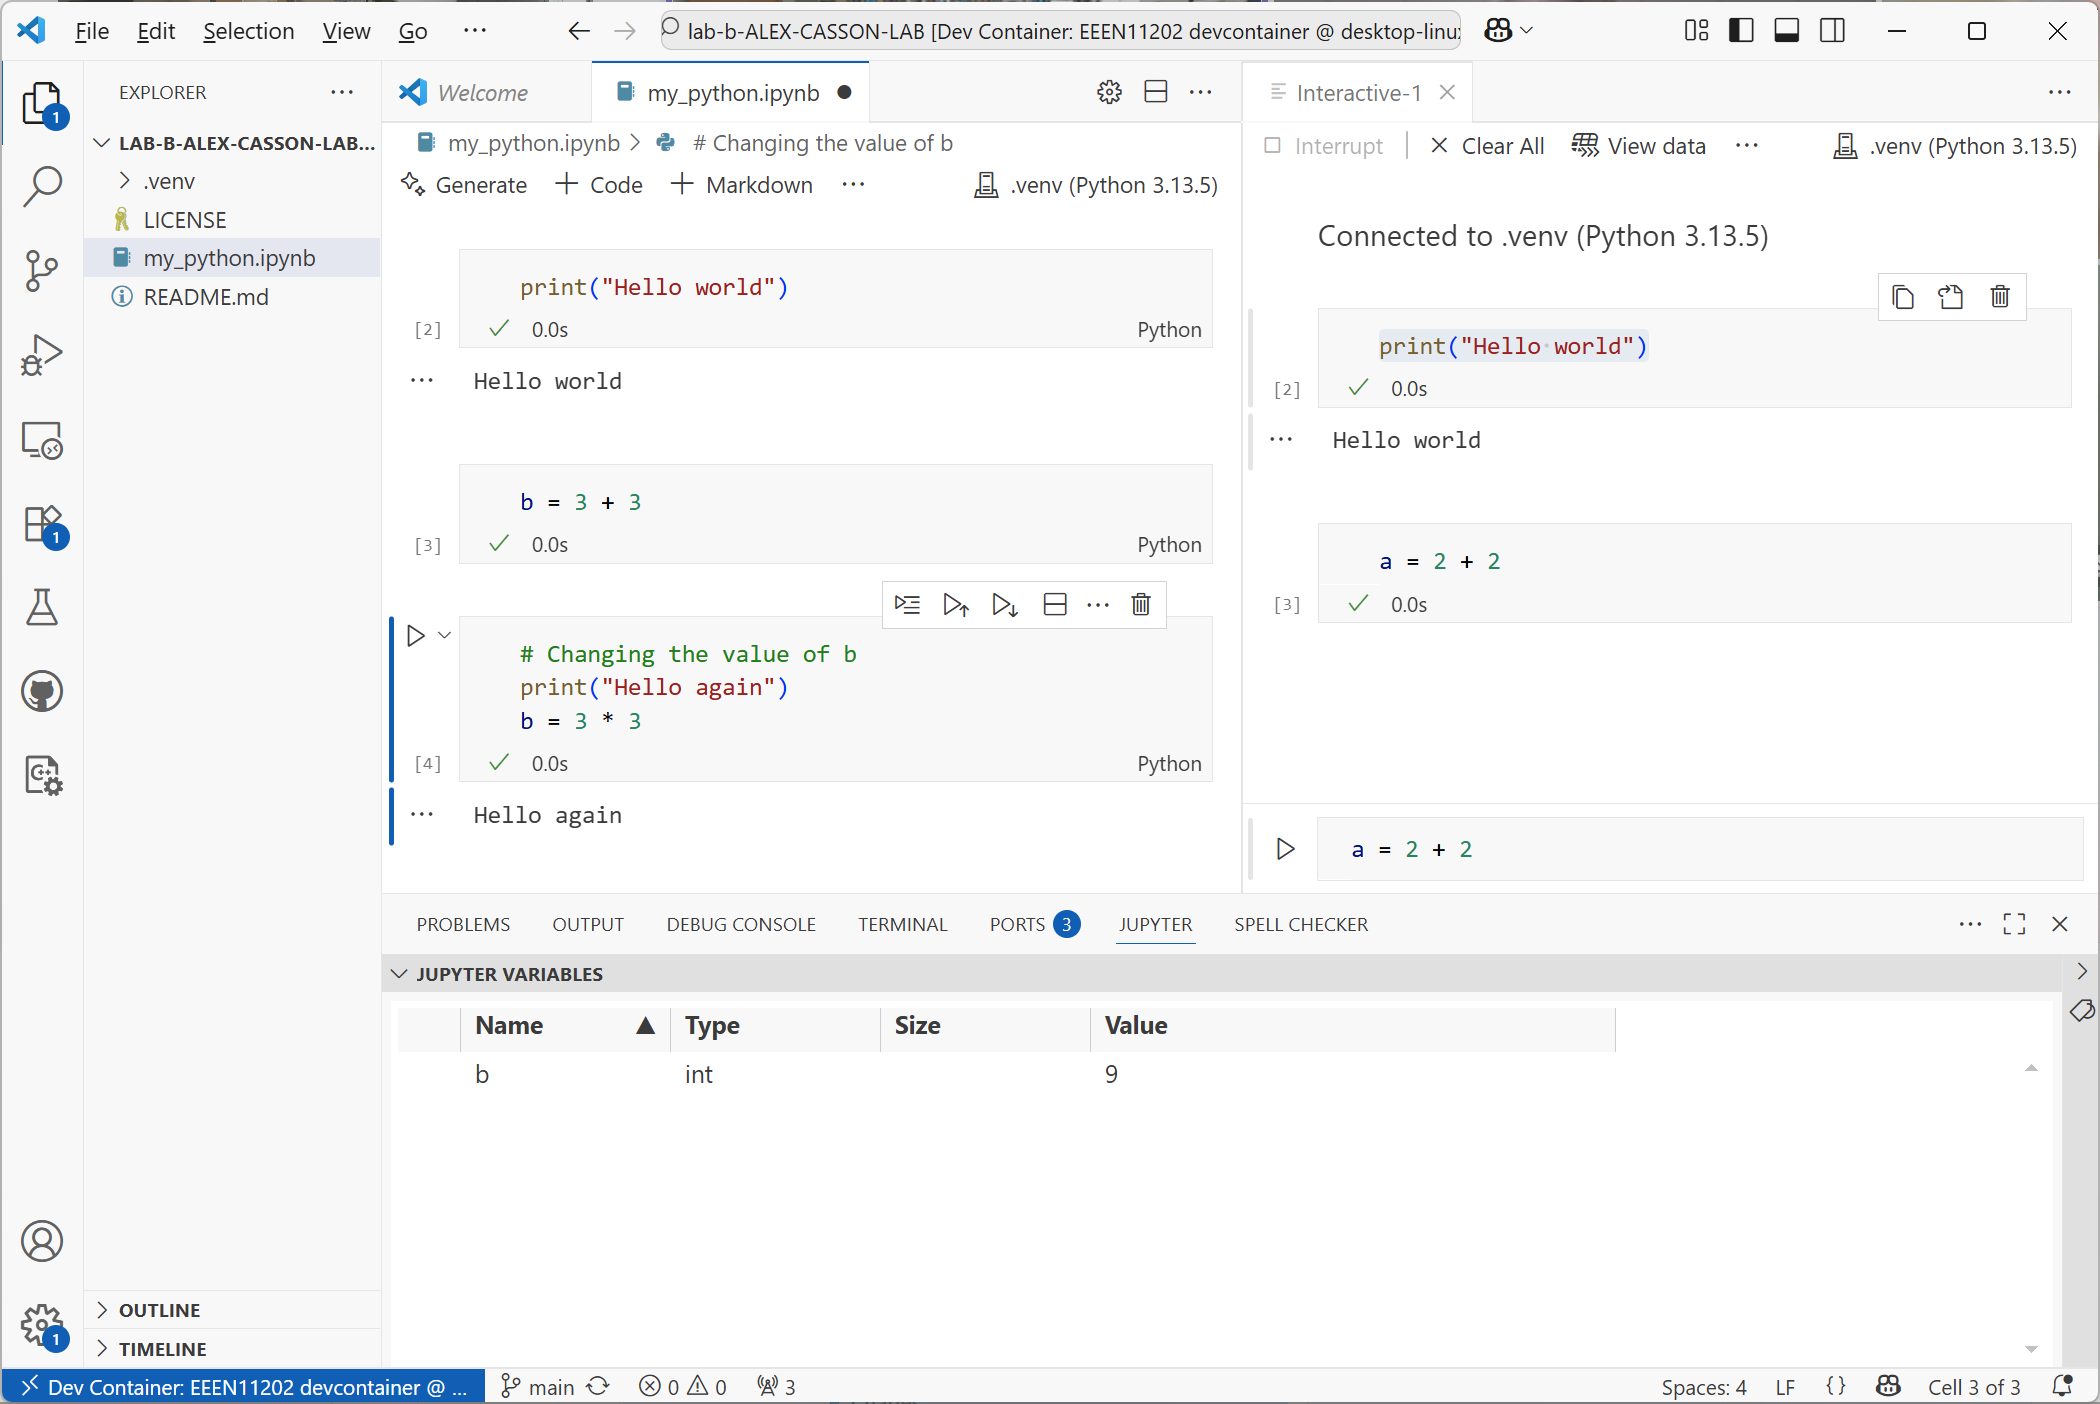 File Edit Selection View Go ··· lab-b-ALEX-CASSON-LAB [Dev Container: EEEN11202 devcontainer @ desktop-linux
EXPLORER
LAB-B-ALEX-CASSON-LAB...
.venv
LICENSE
my_python.ipynb
README.md
OUTLINE
TIMELINE
1
1
1
Welcome
my_python.ipynb
my_python.ipynb > # Changing the value of b
Generate + Code + Markdown ··· .venv (Python 3.13.5)
print("Hello world")
[2] 0.0s Python
Hello world
b = 3 + 3
[3] 0.0s Python
# Changing the value of b
print("Hello again")
b = 3 * 3
[4] 0.0s Python
Hello again
Interactive-1
Interrupt Clear All View data ··· .venv (Python 3.13.5)
Connected to .venv (Python 3.13.5)
print("Hello world")
[2] 0.0s
Hello world
a = 2 + 2
[3] 0.0s
a = 2 + 2
PROBLEMS OUTPUT DEBUG CONSOLE TERMINAL PORTS 3 JUPYTER SPELL CHECKER
JUPYTER VARIABLES
Name Type Size Value
b int 9
Dev Container: EEEN11202 devcontainer @ ... main 0 0 3 Spaces: 4 LF {} Cell 3 of 3